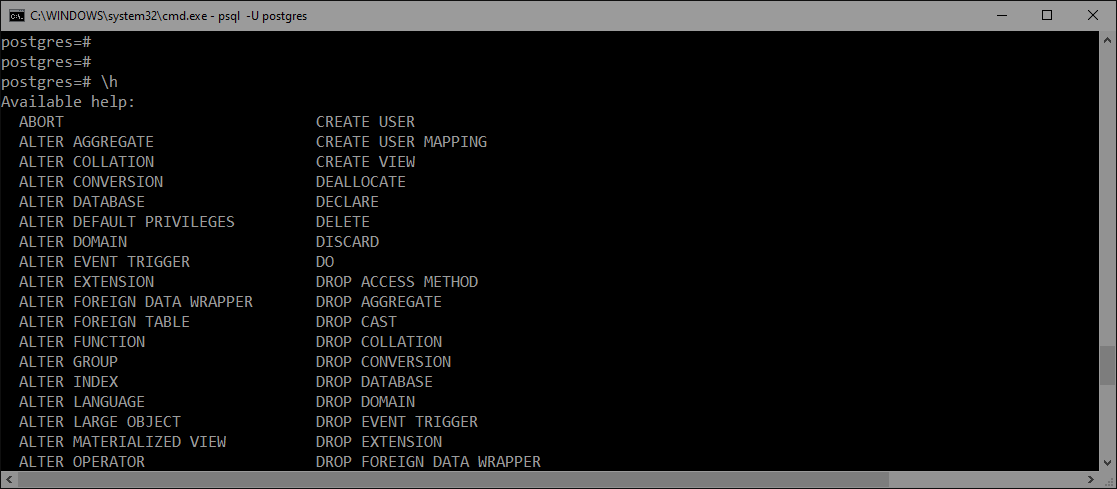 C:\WINDOWS\system32\cmd.exe - psql  -U postgres
postgres=#
postgres=#
postgres=# \h
Available help:
  ABORT                            CREATE USER
  ALTER AGGREGATE                  CREATE USER MAPPING
  ALTER COLLATION                  CREATE VIEW
  ALTER CONVERSION                 DEALLOCATE
  ALTER DATABASE                   DECLARE
  ALTER DEFAULT PRIVILEGES         DELETE
  ALTER DOMAIN                     DISCARD
  ALTER EVENT TRIGGER              DO
  ALTER EXTENSION                  DROP ACCESS METHOD
  ALTER FOREIGN DATA WRAPPER       DROP AGGREGATE
  ALTER FOREIGN TABLE              DROP CAST
  ALTER FUNCTION                   DROP COLLATION
  ALTER GROUP                      DROP CONVERSION
  ALTER INDEX                      DROP DATABASE
  ALTER LANGUAGE                   DROP DOMAIN
  ALTER LARGE OBJECT               DROP EVENT TRIGGER
  ALTER MATERIALIZED VIEW          DROP EXTENSION
  ALTER OPERATOR                   DROP FOREIGN DATA WRAPPER